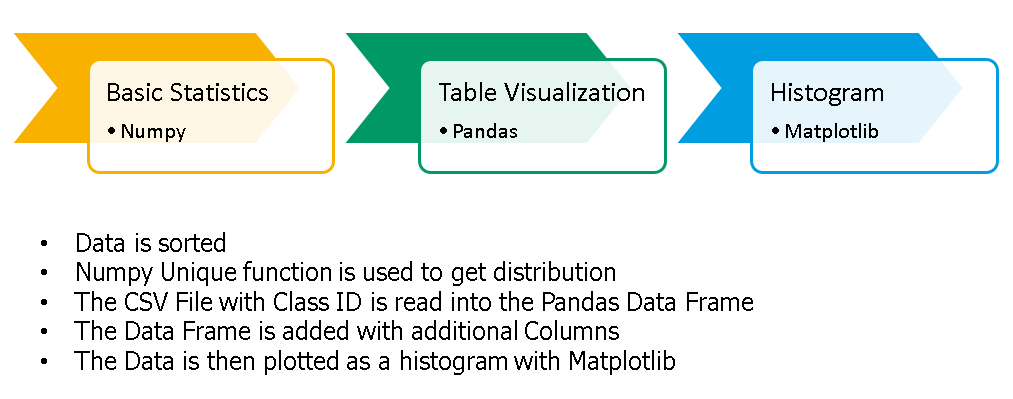 Basic Statistics
• Numpy
Table Visualization
• Pandas
Histogram
• Matplotlib
• Data is sorted
• Numpy Unique function is used to get distribution
• The CSV File with Class ID is read into the Pandas Data Frame
• The Data Frame is added with additional Columns
• The Data is then plotted as a histogram with Matplotlib